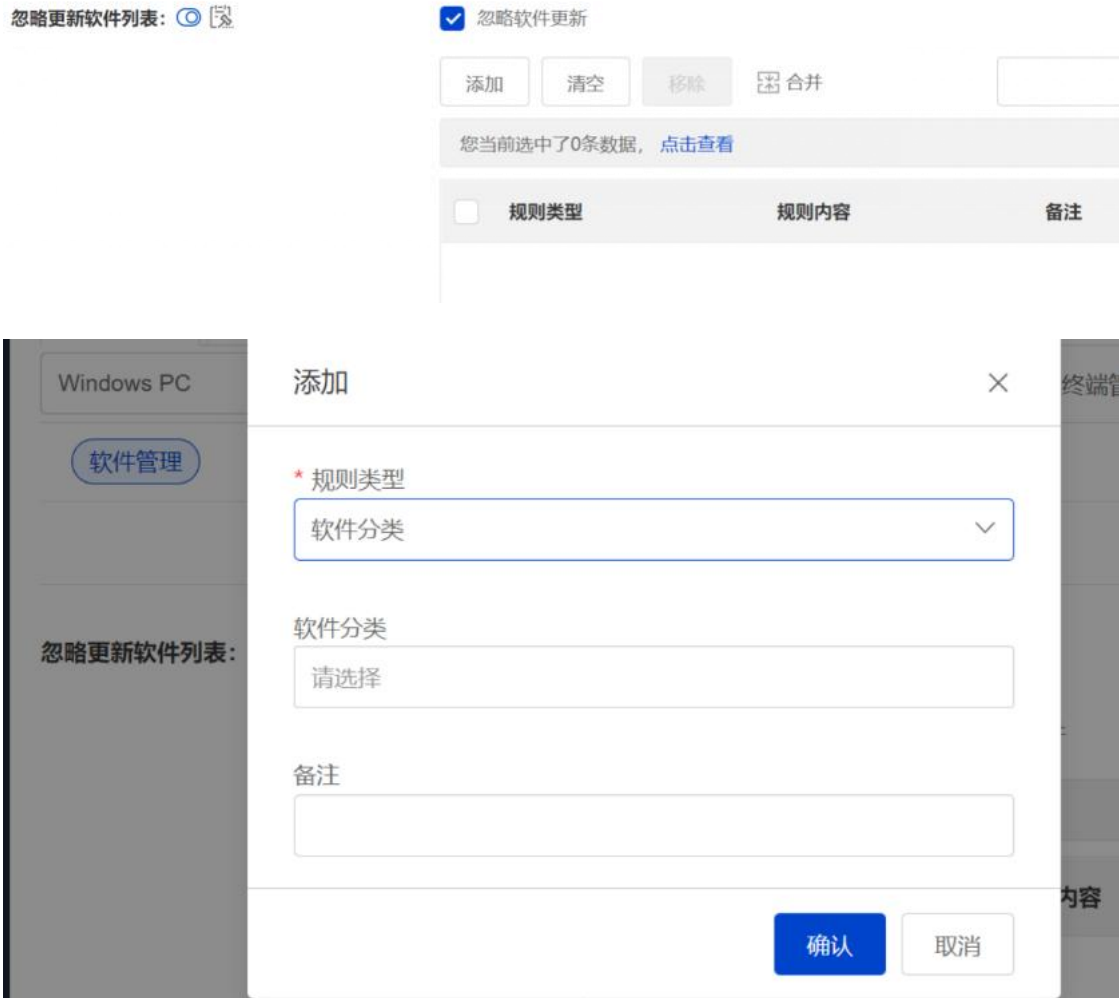 忽略更新软件列表：
忽略软件更新
添加 清空 移除 合并
您当前选中了0条数据， 点击查看
规则类型 规则内容 备注
Windows PC
添加
终端管
软件管理
* 规则类型
软件分类
软件分类
忽略更新软件列表：
请选择
备注
内容
确认 取消